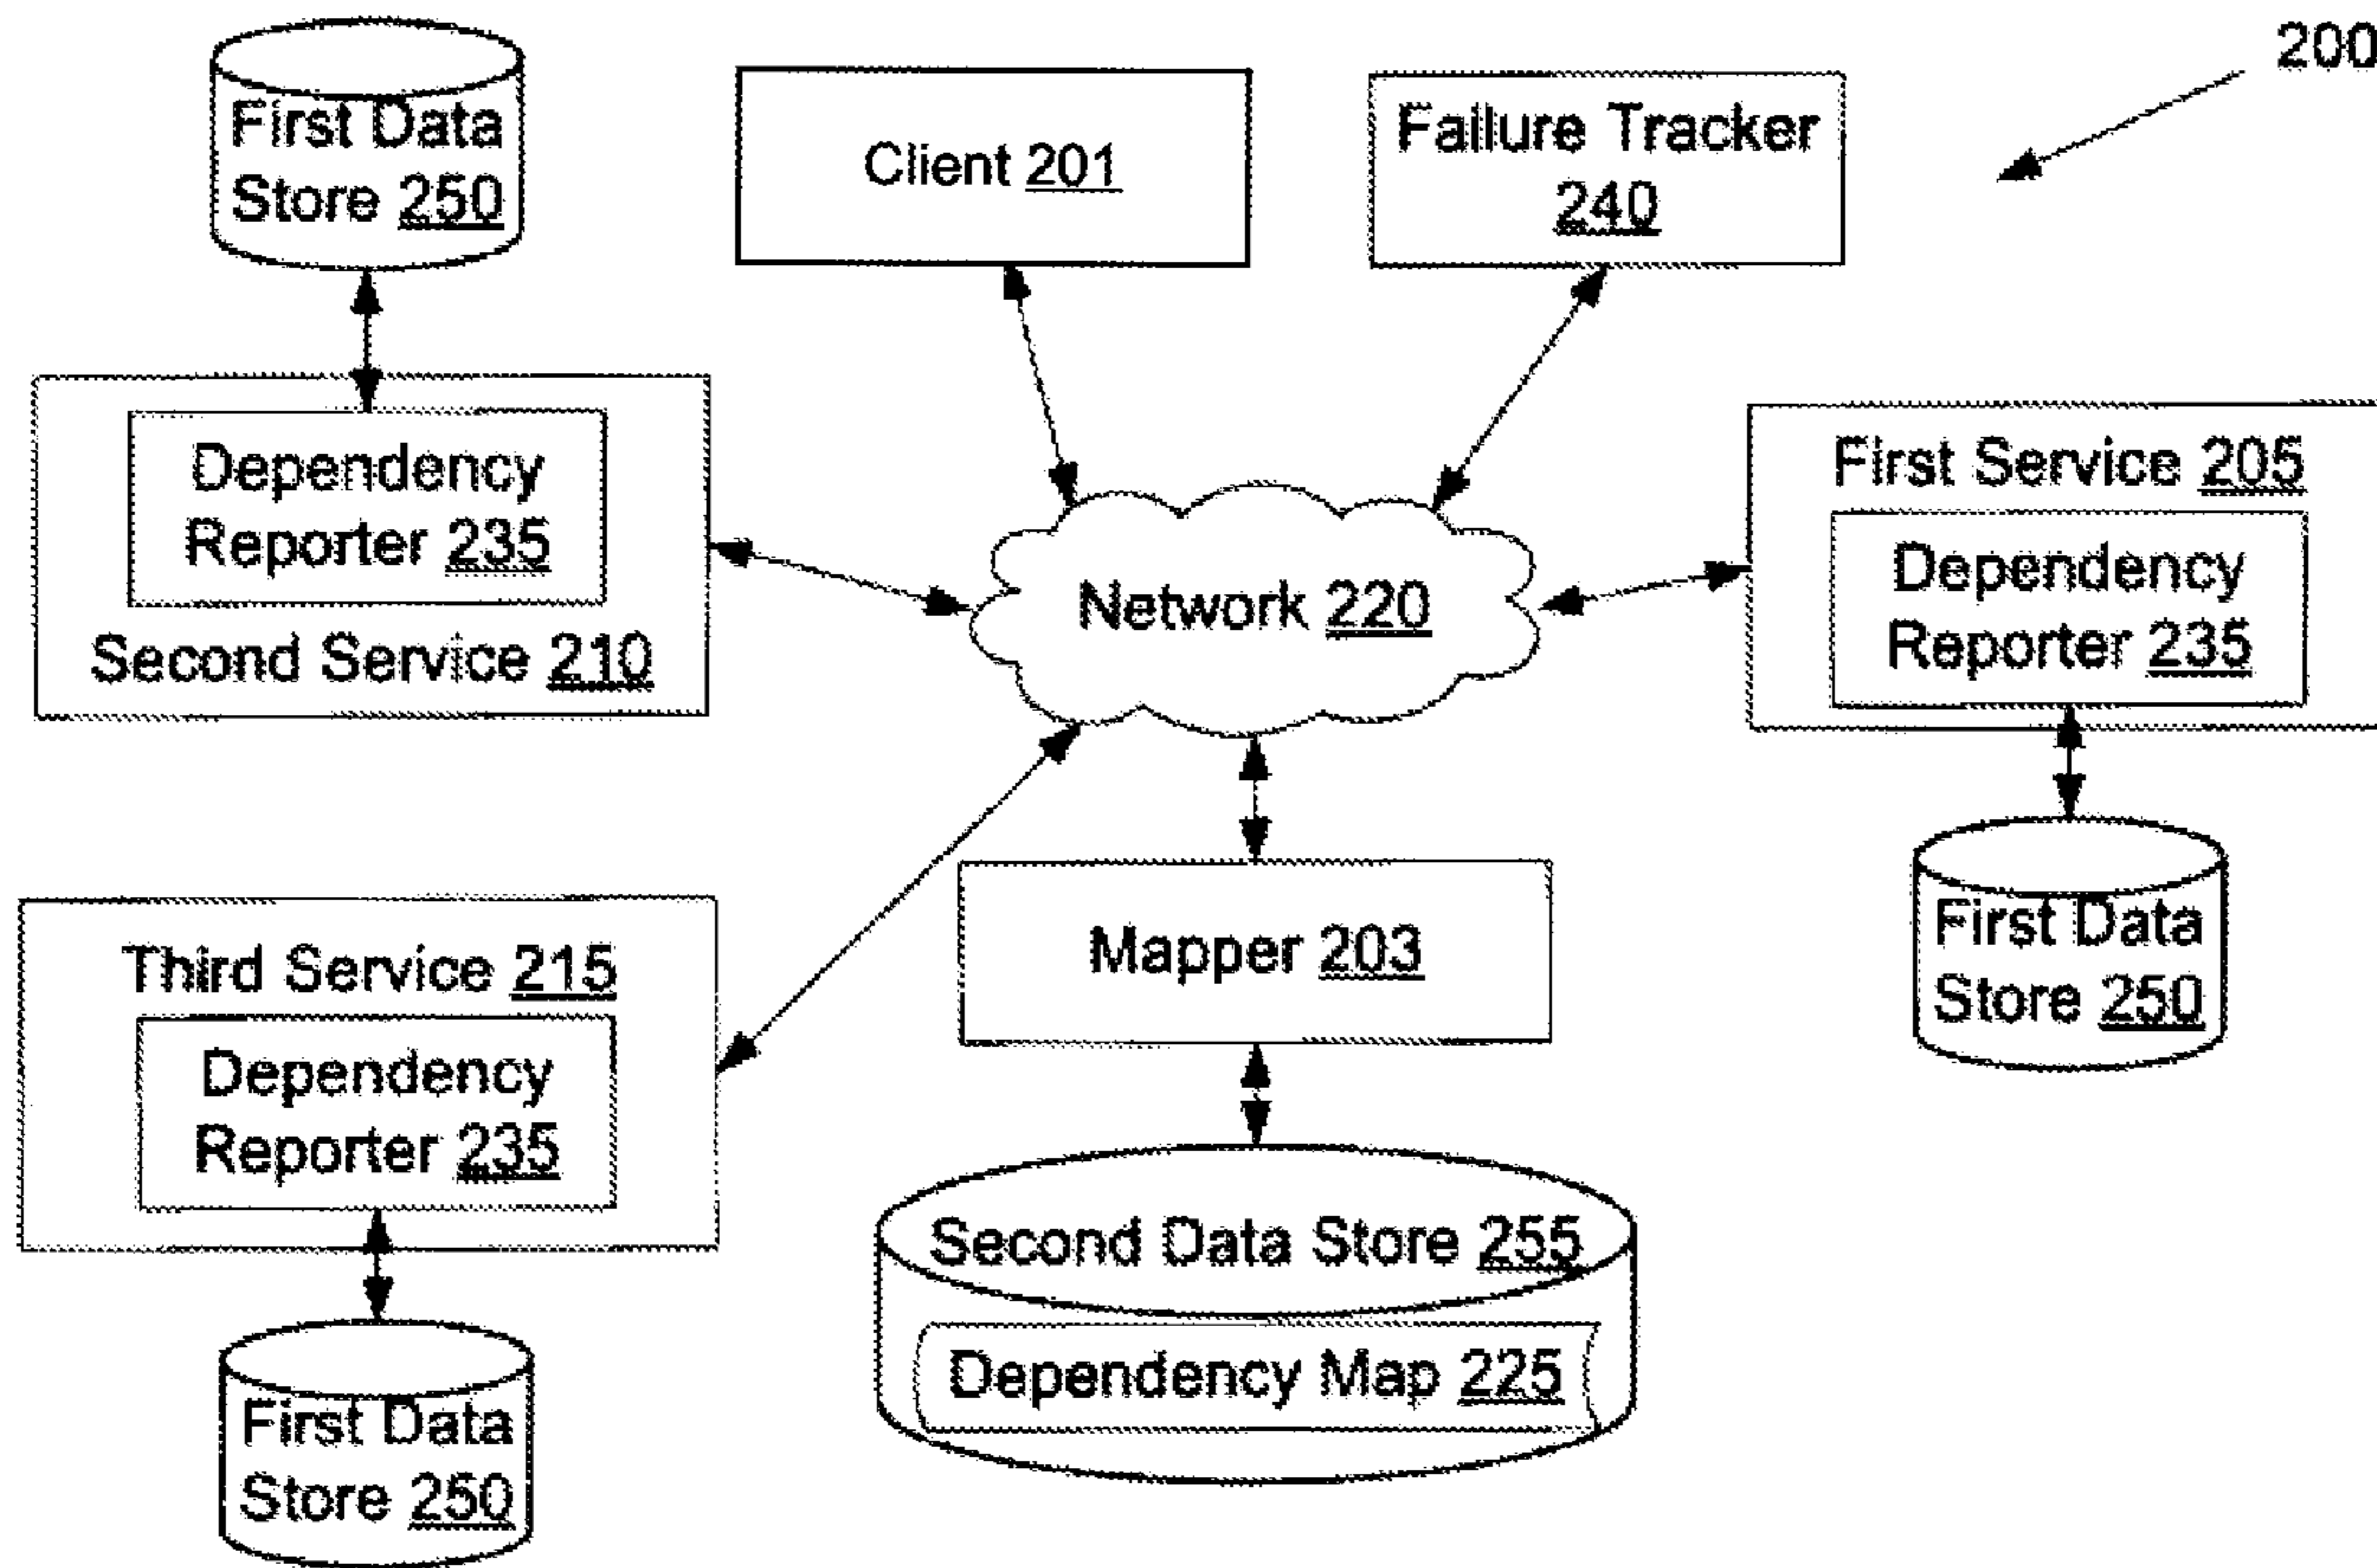 200
First Data
Store 250
Client 201
Failure Tracker
240
Dependency
Reporter 235
Second Service 210
Network 220
First Service 205
Dependency
Reporter 235
First Data
Store 250
Third Service 215
Dependency
Reporter 235
First Data
Store 250
Mapper 203
Second Data Store 255
Dependency Map 225